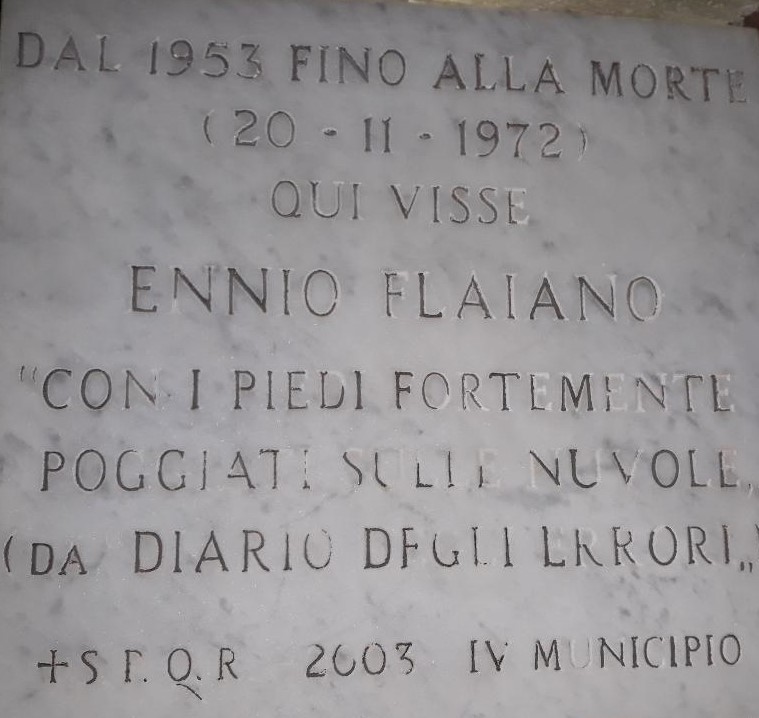 DAL 1953 FINO ALLA MORTE
( 20 - 11 - 1972 )
QUI VISSE
ENNIO FLAIANO
"CON I PIEDI FORTEMENTE
POGGIATI SULLE NUVOLE,
(DA DIARIO DEGLI ERRORI„)
+ S.P.Q.R 2003 IV MUNICIPIO